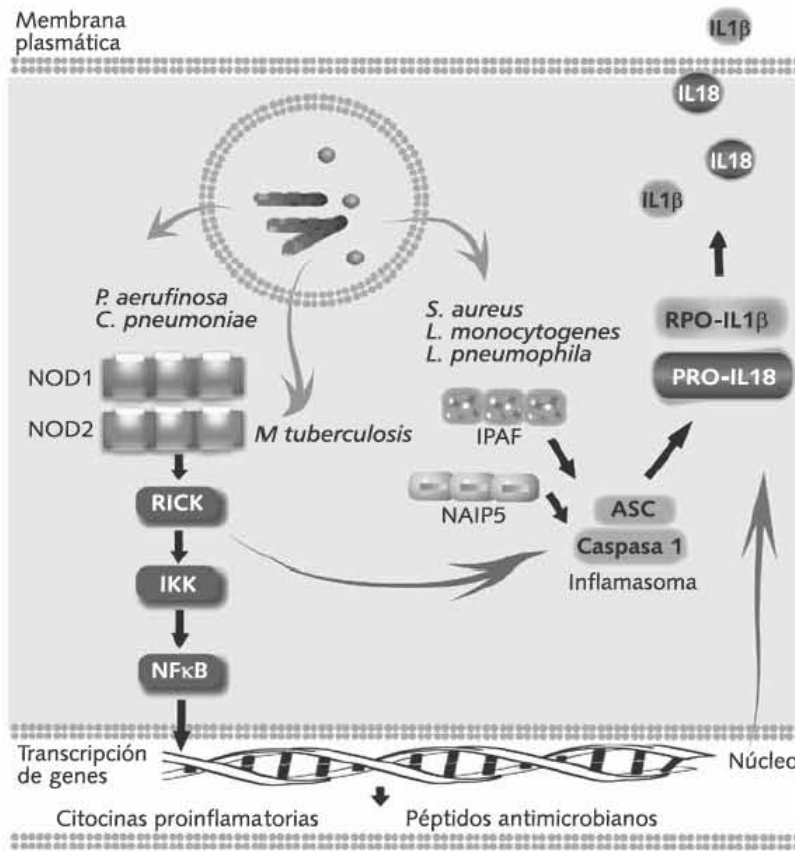 Membrana
plasmática
IL1β
IL18
IL18
IL1β
P. aerufinosa
C. pneumoniae
S. aureus
L. monocytogenes
L. pneumophila
RPO-IL1β
PRO-IL18
NOD1
NOD2
M tuberculosis
IPAF
NAIP5
RICK
ASC
Caspasa 1
Inflamasoma
IKK
NFκB
Transcripción
de genes
Núcleo
Citocinas proinflamatorias
Péptidos antimicrobianos